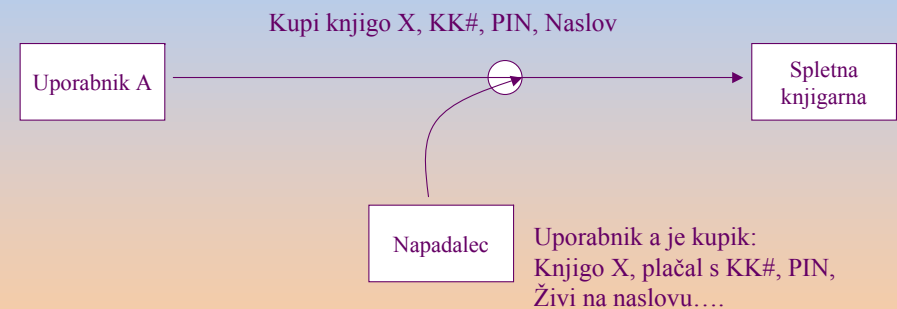 Kupi knjigo X, KK#, PIN, Naslov
Uporabnik A
Spletna
knjigarna
Napadalec
Uporabnik a je kupik:
Knjigo X, plačal s KK#, PIN,
Živi na naslovu….